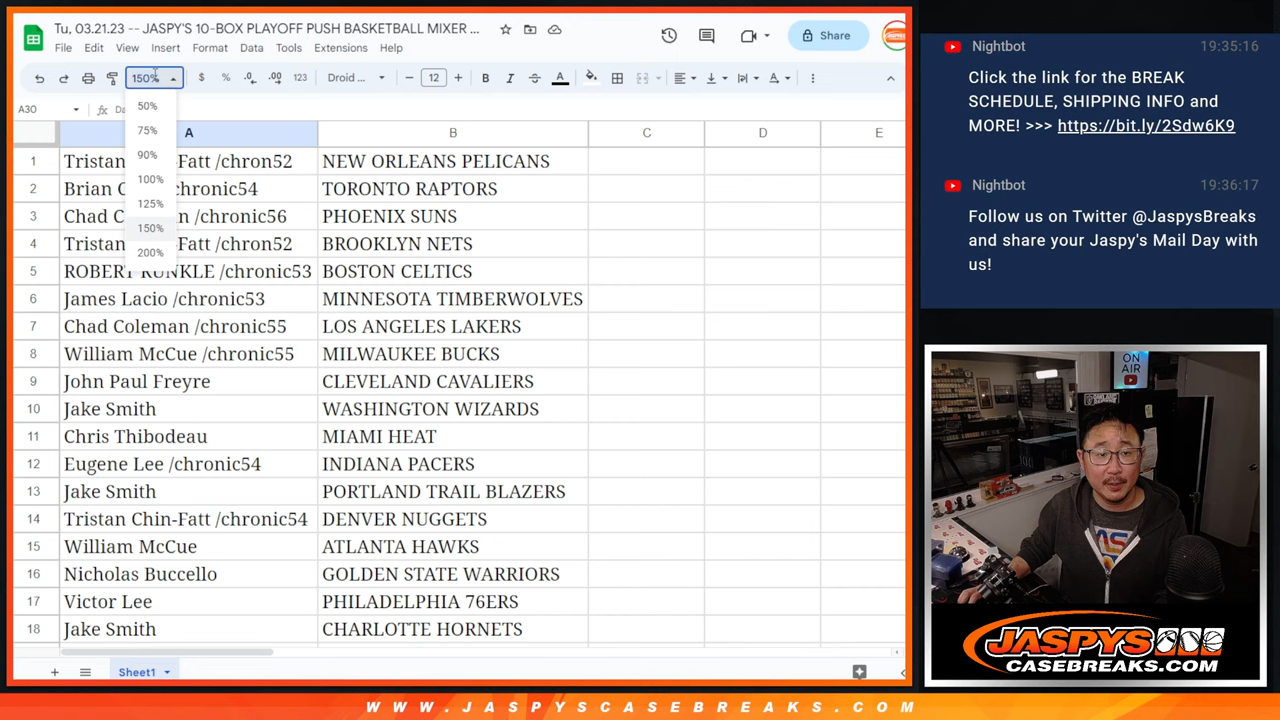 Tu, 03.21.23 -- JASPY'S 10-BOX PLAYOFF PUSH BASKETBALL MIXER
File Edit View Insert Format Data Tools Extensions Help
Share
150% $ % .0 .00 123 Droid ... − 12 + B I A
A30 fx Da
50%
75%
90%
100%
125%
150%
200%
A B C D E
1 Tristan -Fatt /chron52 NEW ORLEANS PELICANS
2 Brian C chronic54 TORONTO RAPTORS
3 Chad C n /chronic56 PHOENIX SUNS
4 Tristan -Fatt /chron52 BROOKLYN NETS
5 ROBERT RUNKLE /chronic53 BOSTON CELTICS
6 James Lacio /chronic53 MINNESOTA TIMBERWOLVES
7 Chad Coleman /chronic55 LOS ANGELES LAKERS
8 William McCue /chronic55 MILWAUKEE BUCKS
9 John Paul Freyre CLEVELAND CAVALIERS
10 Jake Smith WASHINGTON WIZARDS
11 Chris Thibodeau MIAMI HEAT
12 Eugene Lee /chronic54 INDIANA PACERS
13 Jake Smith PORTLAND TRAIL BLAZERS
14 Tristan Chin-Fatt /chronic54 DENVER NUGGETS
15 William McCue ATLANTA HAWKS
16 Nicholas Buccello GOLDEN STATE WARRIORS
17 Victor Lee PHILADELPHIA 76ERS
18 Jake Smith CHARLOTTE HORNETS
Sheet1
Nightbot 19:35:16
Click the link for the BREAK
SCHEDULE, SHIPPING INFO and
MORE! >>> https://bit.ly/2Sdw6K9
Nightbot 19:36:17
Follow us on Twitter @JaspysBreaks
and share your Jaspy's Mail Day with
us!
ON
AIR
JASPYS
CASEBREAKS.COM
WWW.JASPYSCASEBREAKS.COM